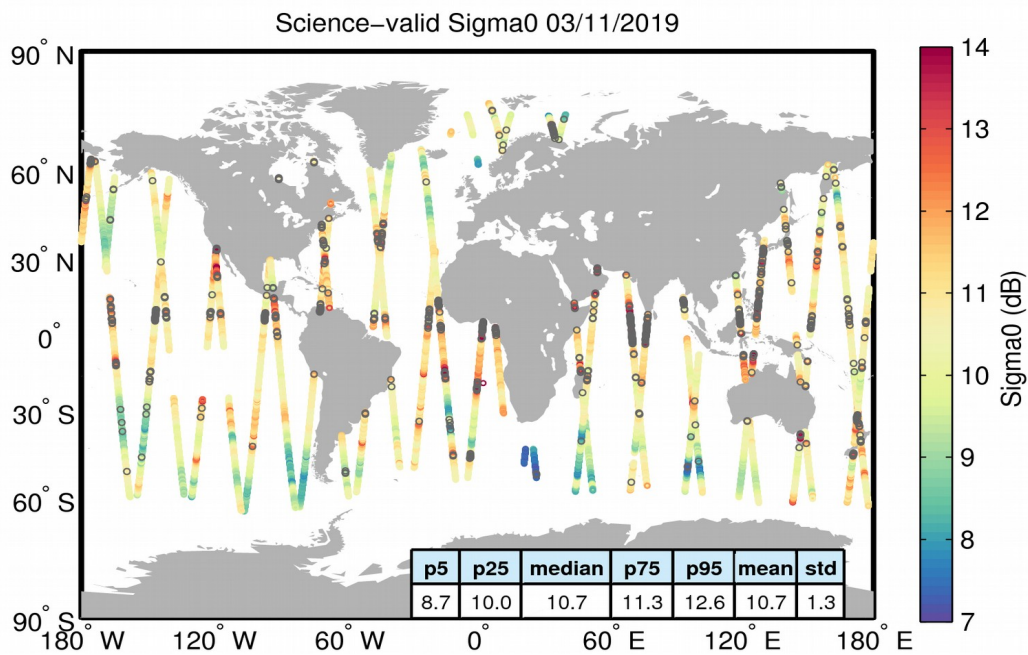 Science−valid Sigma0 03/11/2019
90° N
60° N
30° N
0°
30° S
60° S
90° S
180° W
120° W
60° W
0°
60° E
120° E
180° E
14
13
12
11
10
9
8
7
Sigma0 (dB)
p5 p25 median p75 p95 mean std
8.7 10.0 10.7 11.3 12.6 10.7 1.3